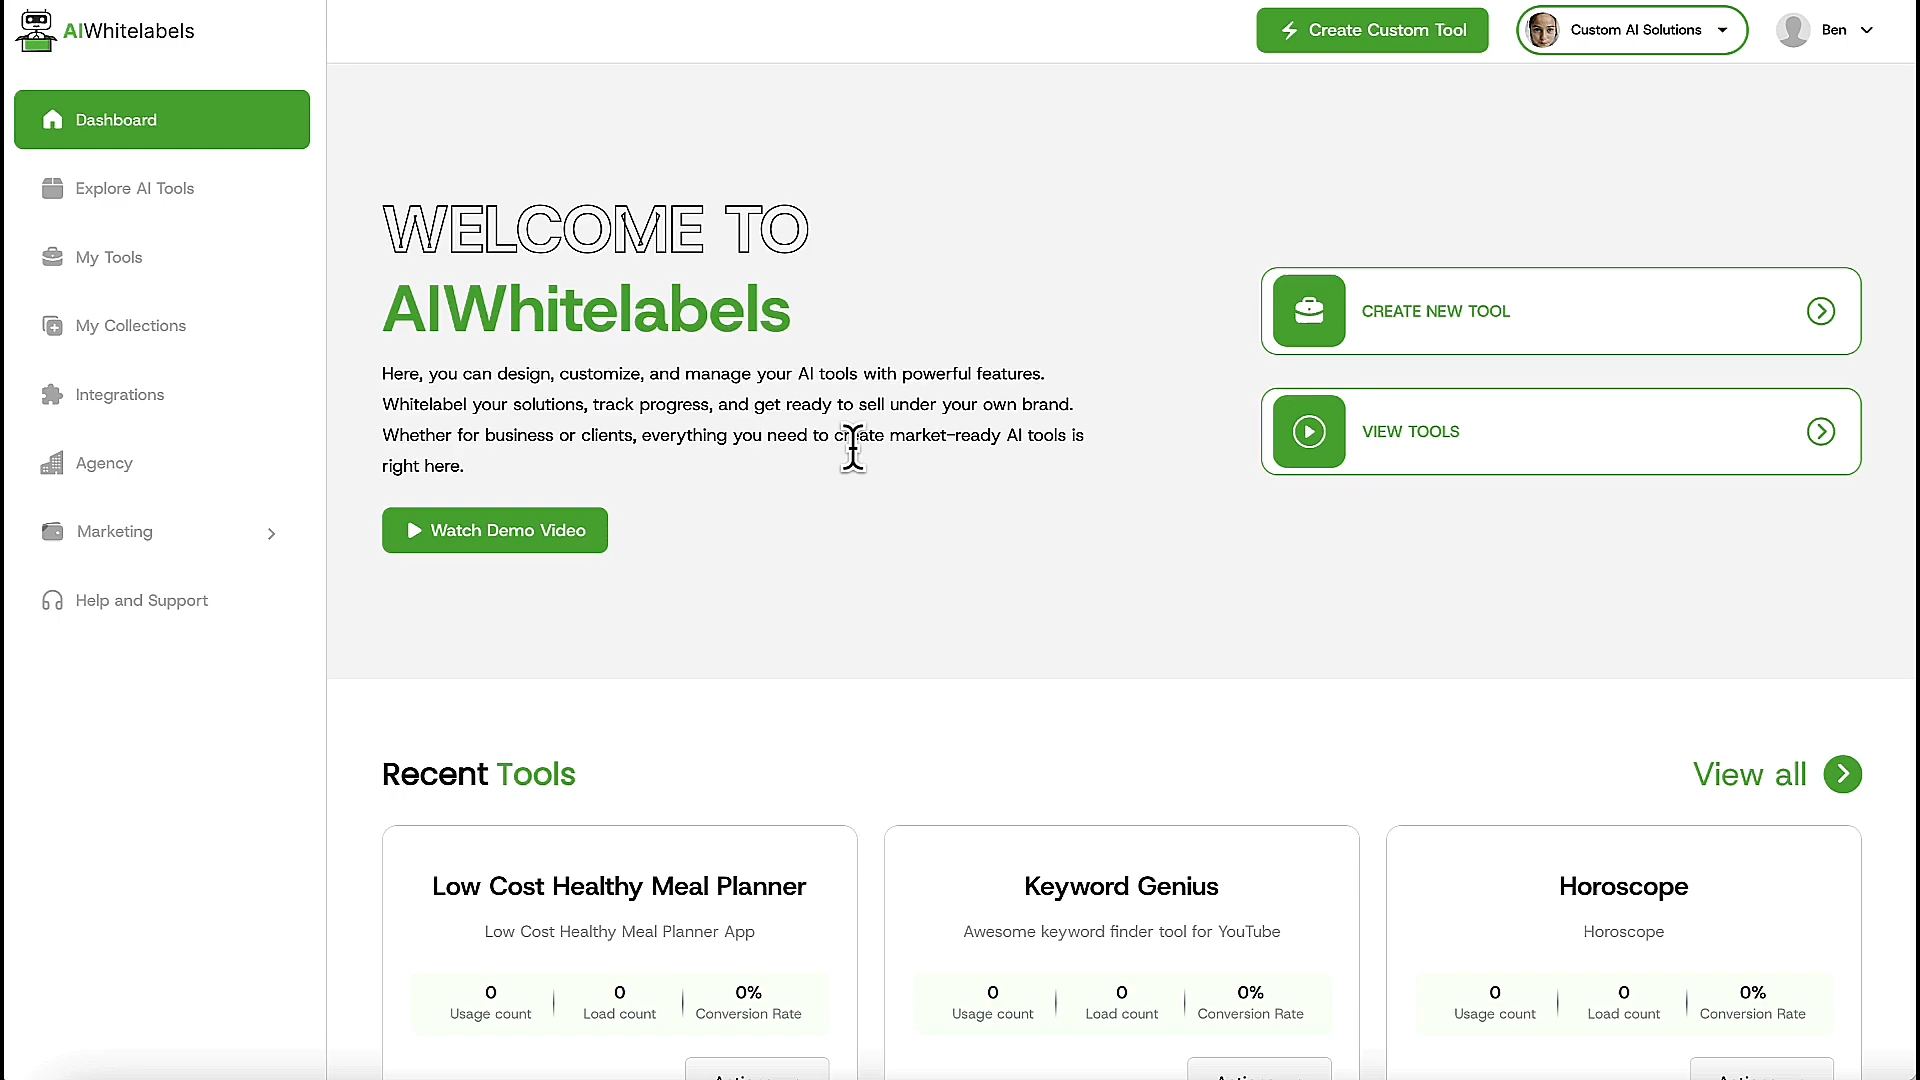 AIWhitelabels
Create Custom Tool
Custom AI Solutions
Ben
Dashboard
Explore AI Tools
My Tools
My Collections
Integrations
Agency
Marketing
Help and Support
WELCOME TO
AIWhitelabels
Here, you can design, customize, and manage your AI tools with powerful features.
Whitelabel your solutions, track progress, and get ready to sell under your own brand.
Whether for business or clients, everything you need to create market-ready AI tools is
right here.
Watch Demo Video
CREATE NEW TOOL
VIEW TOOLS
Recent Tools
View all
Low Cost Healthy Meal Planner
Low Cost Healthy Meal Planner App
0 0 0%
Usage count Load count Conversion Rate
Keyword Genius
Awesome keyword finder tool for YouTube
0 0 0%
Usage count Load count Conversion Rate
Horoscope
Horoscope
0 0 0%
Usage count Load count Conversion Rate